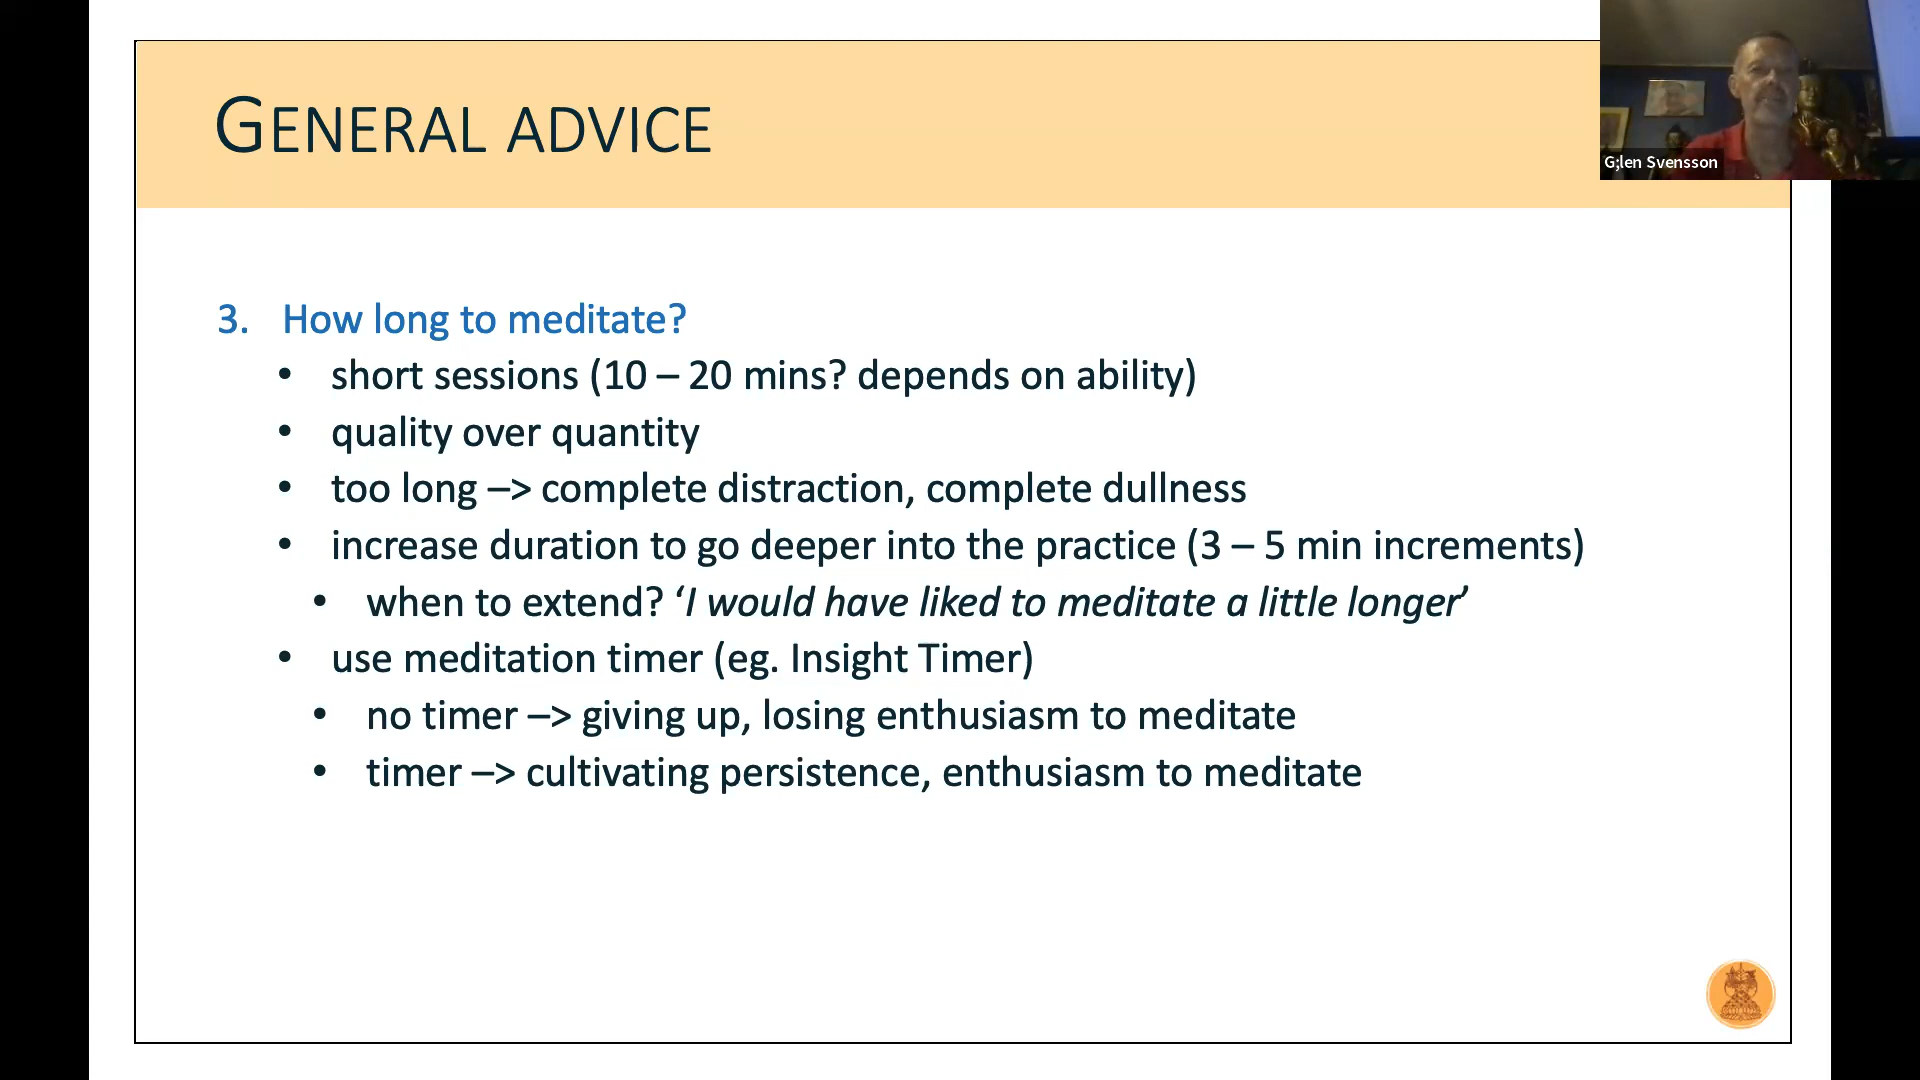 GENERAL ADVICE
G;len Svensson
3. How long to meditate?
• short sessions (10 – 20 mins? depends on ability)
• quality over quantity
• too long –> complete distraction, complete dullness
• increase duration to go deeper into the practice (3 – 5 min increments)
• when to extend? ‘I would have liked to meditate a little longer’
• use meditation timer (eg. Insight Timer)
• no timer –> giving up, losing enthusiasm to meditate
• timer –> cultivating persistence, enthusiasm to meditate